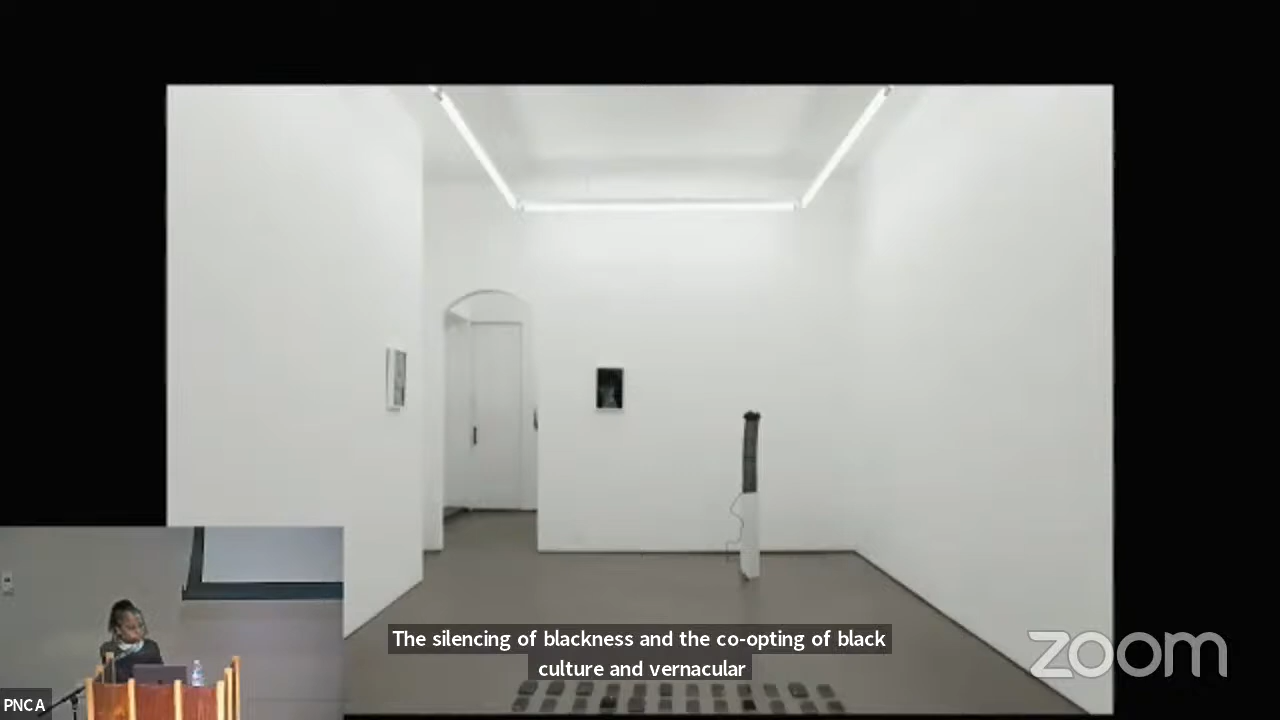 The silencing of blackness and the co-opting of black
culture and vernacular
zoom
PNCA